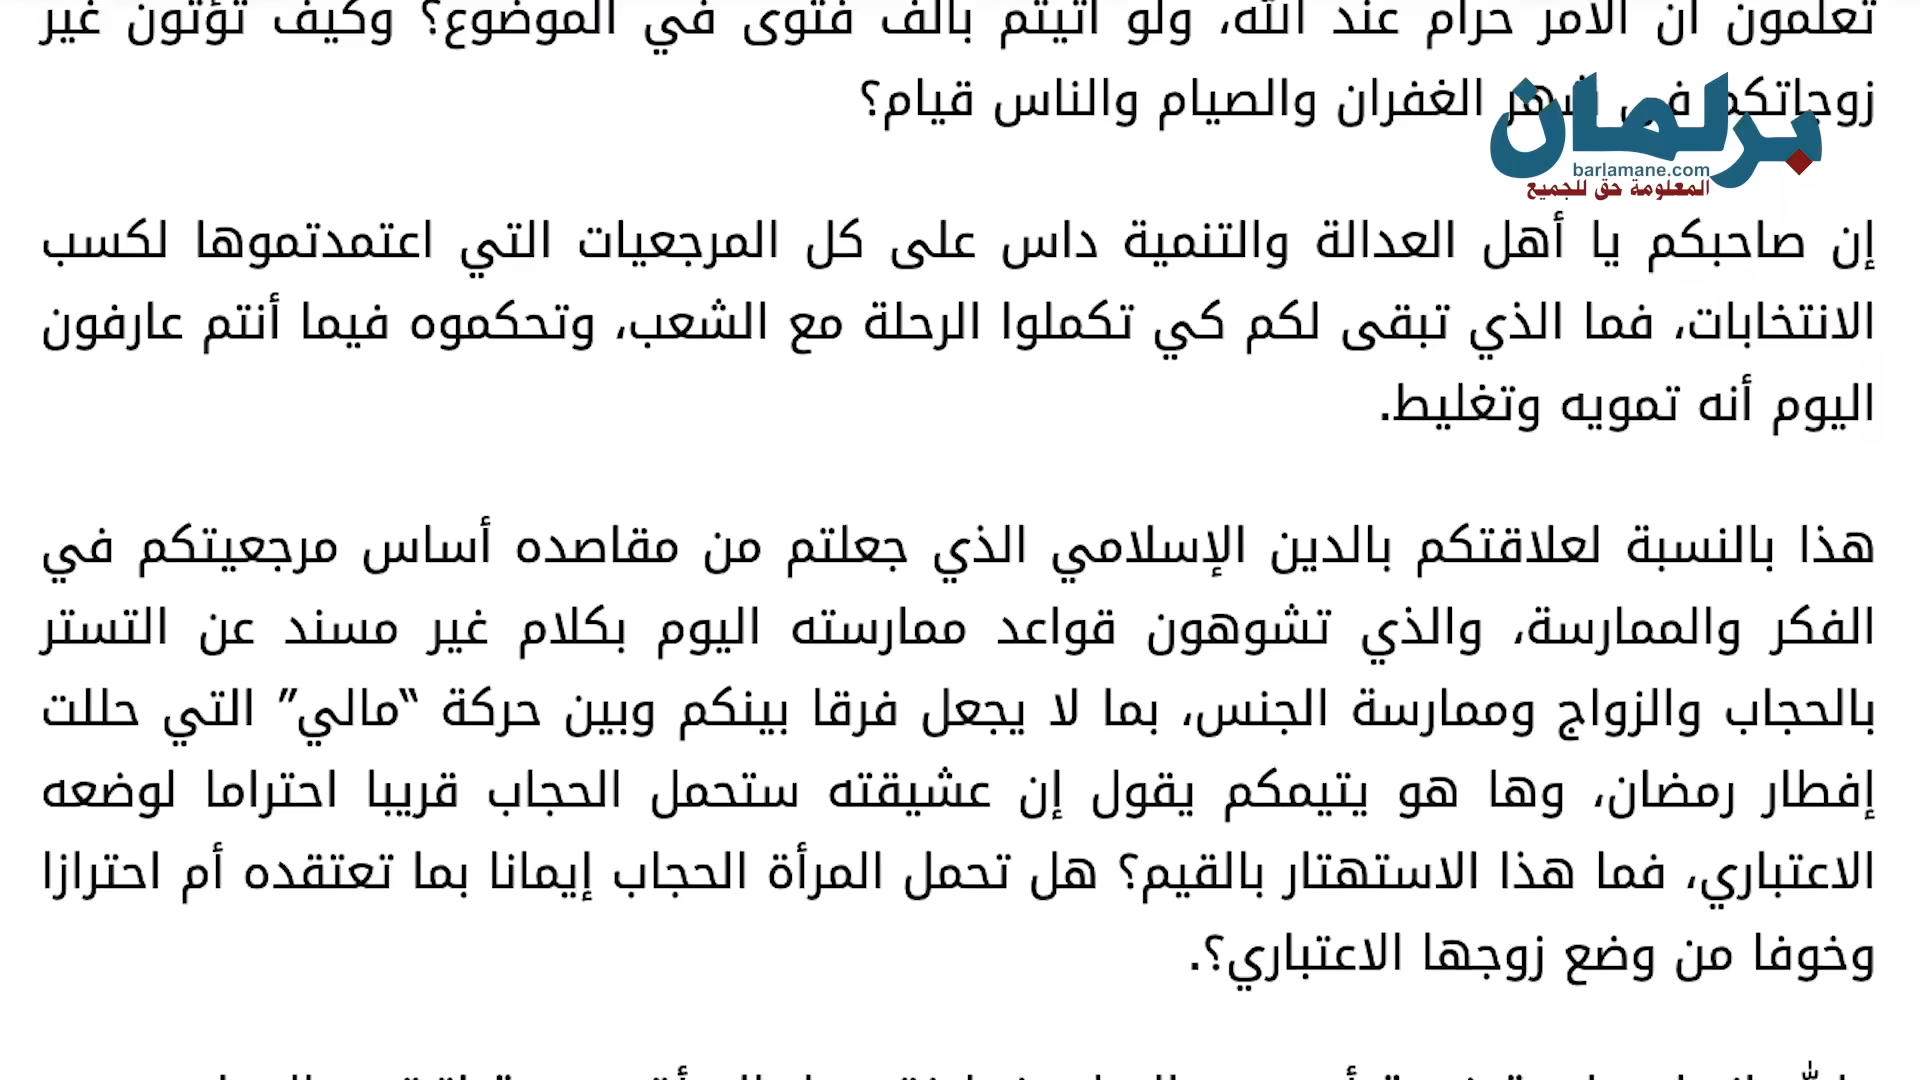 تعلمون أن الأمر حرام عند الله، ولو أتيتم بألف فتوى في الموضوع؟ وكيف تؤتون غير
زوجاتكم في شهر الغفران والصيام والناس قيام؟
برلمان
barlamane.com
المعلومة حق للجميع
إن صاحبكم يا أهل العدالة والتنمية داس على كل المرجعيات التي اعتمدتموها لكسب
الانتخابات، فما الذي تبقى لكم كي تكملوا الرحلة مع الشعب، وتحكموه فيما أنتم عارفون
اليوم أنه تمويه وتغليط.
هذا بالنسبة لعلاقتكم بالدين الإسلامي الذي جعلتم من مقاصده أساس مرجعيتكم في
الفكر والممارسة، والذي تشوهون قواعد ممارسته اليوم بكلام غير مسند عن التستر
بالحجاب والزواج وممارسة الجنس، بما لا يجعل فرقا بينكم وبين حركة “مالي” التي حللت
إفطار رمضان، وها هو يتيمكم يقول إن عشيقته ستحمل الحجاب قريبا احتراما لوضعه
الاعتباري، فما هذا الاستهتار بالقيم؟ هل تحمل المرأة الحجاب إيمانا بما تعتقده أم احترازا
وخوفا من وضع زوجها الاعتباري؟.